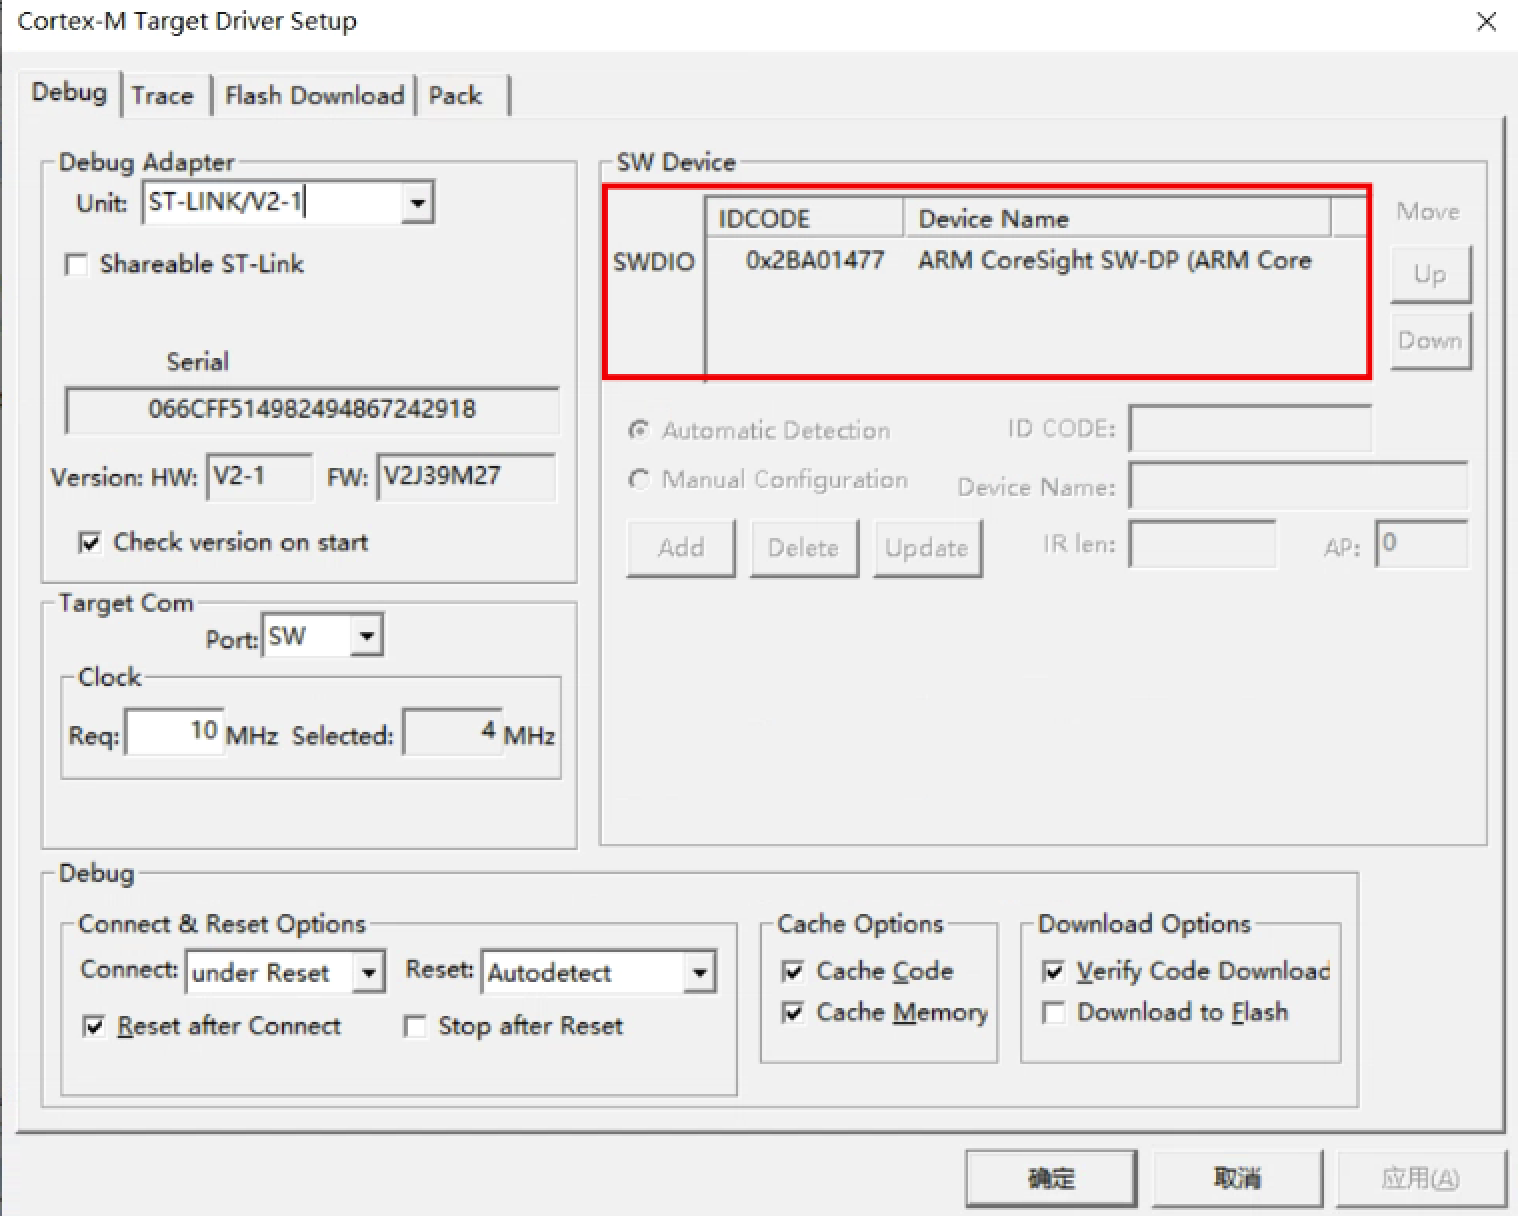 Cortex-M Target Driver Setup
Debug Trace Flash Download Pack
Debug Adapter
Unit: ST-LINK/V2-1
Shareable ST-Link
Serial
066CFF514982494867242918
Version: HW: V2-1 FW: V2J39M27
Check version on start
Target Com
Port: SW
Clock
Req: 10 MHz Selected: 4 MHz
SW Device
IDCODE Device Name
SWDIO 0x2BA01477 ARM CoreSight SW-DP (ARM Core
Move
Up
Down
Automatic Detection ID CODE:
Manual Configuration Device Name:
Add Delete Update IR len: AP: 0
Debug
Connect & Reset Options
Connect: under Reset Reset: Autodetect
Reset after Connect Stop after Reset
Cache Options
Cache Code
Cache Memory
Download Options
Verify Code Download
Download to Flash
确定 取消 应用(A)